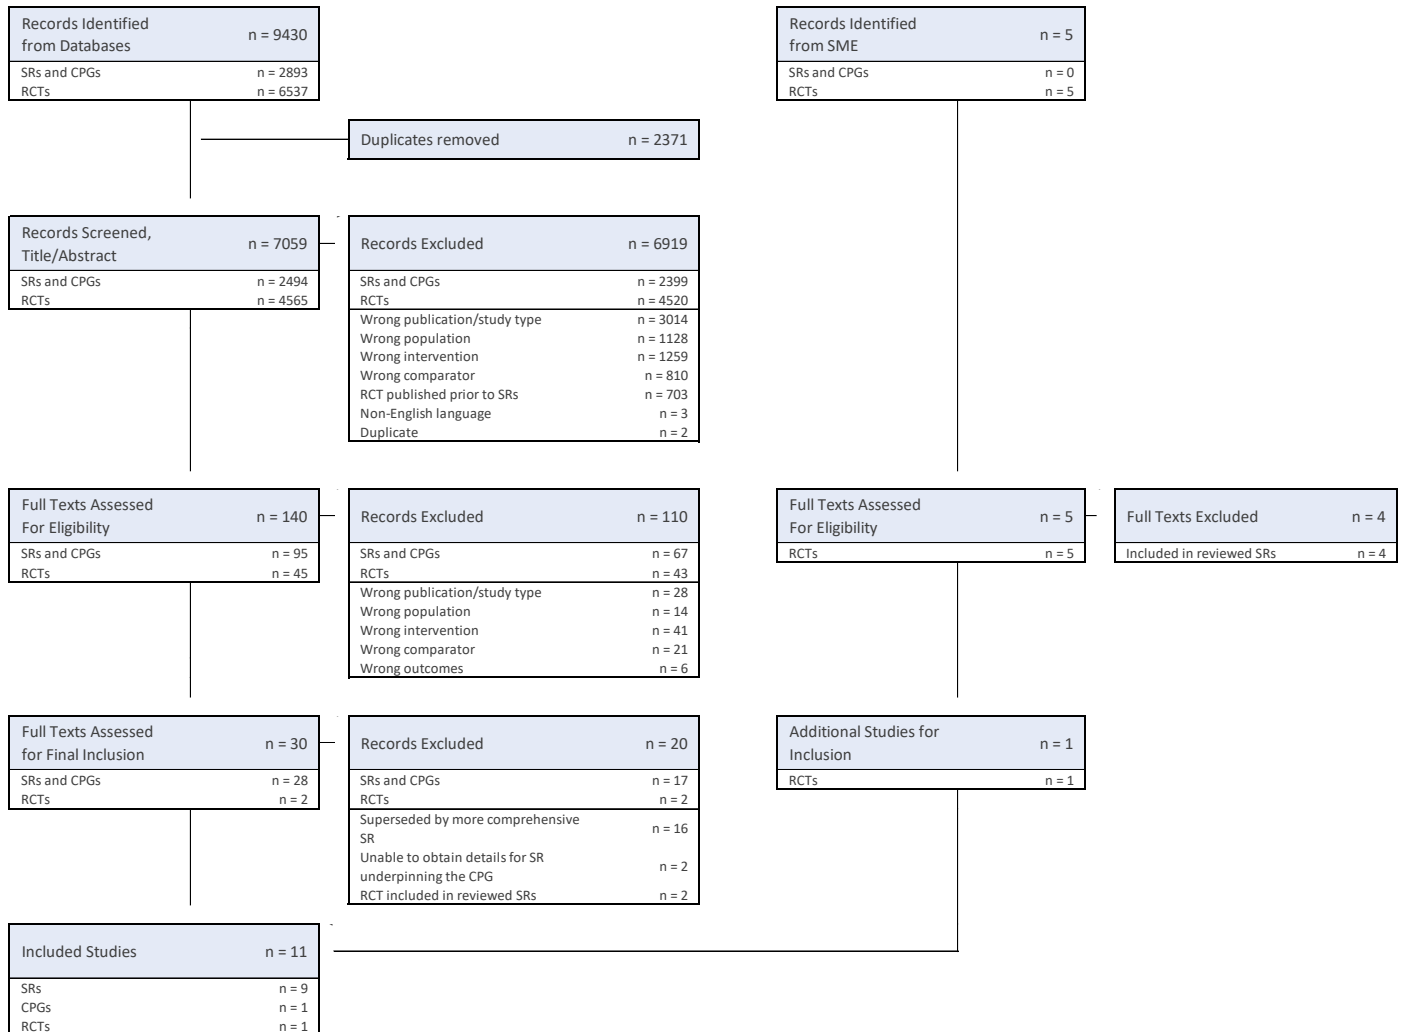 Records Identified
from Databases
n = 9430
SRs and CPGs n = 2893
RCTs n = 6537
Records Identified
from SME
n = 5
SRs and CPGs n = 0
RCTs n = 5
Duplicates removed n = 2371
Records Screened,
Title/Abstract
n = 7059
SRs and CPGs n = 2494
RCTs n = 4565
Records Excluded n = 6919
SRs and CPGs n = 2399
RCTs n = 4520
Wrong publication/study type n = 3014
Wrong population n = 1128
Wrong intervention n = 1259
Wrong comparator n = 810
RCT published prior to SRs n = 703
Non-English language n = 3
Duplicate n = 2
Full Texts Assessed
For Eligibility
n = 140
SRs and CPGs n = 95
RCTs n = 45
Records Excluded n = 110
SRs and CPGs n = 67
RCTs n = 43
Wrong publication/study type n = 28
Wrong population n = 14
Wrong intervention n = 41
Wrong comparator n = 21
Wrong outcomes n = 6
Full Texts Assessed
For Eligibility
n = 5
RCTs n = 5
Full Texts Excluded n = 4
Included in reviewed SRs n = 4
Full Texts Assessed
for Final Inclusion
n = 30
SRs and CPGs n = 28
RCTs n = 2
Records Excluded n = 20
SRs and CPGs n = 17
RCTs n = 2
Superseded by more comprehensive
SR
n = 16
Unable to obtain details for SR
underpinning the CPG
n = 2
RCT included in reviewed SRs n = 2
Additional Studies for
Inclusion
n = 1
RCTs n = 1
Included Studies n = 11
SRs n = 9
CPGs n = 1
RCTs n = 1